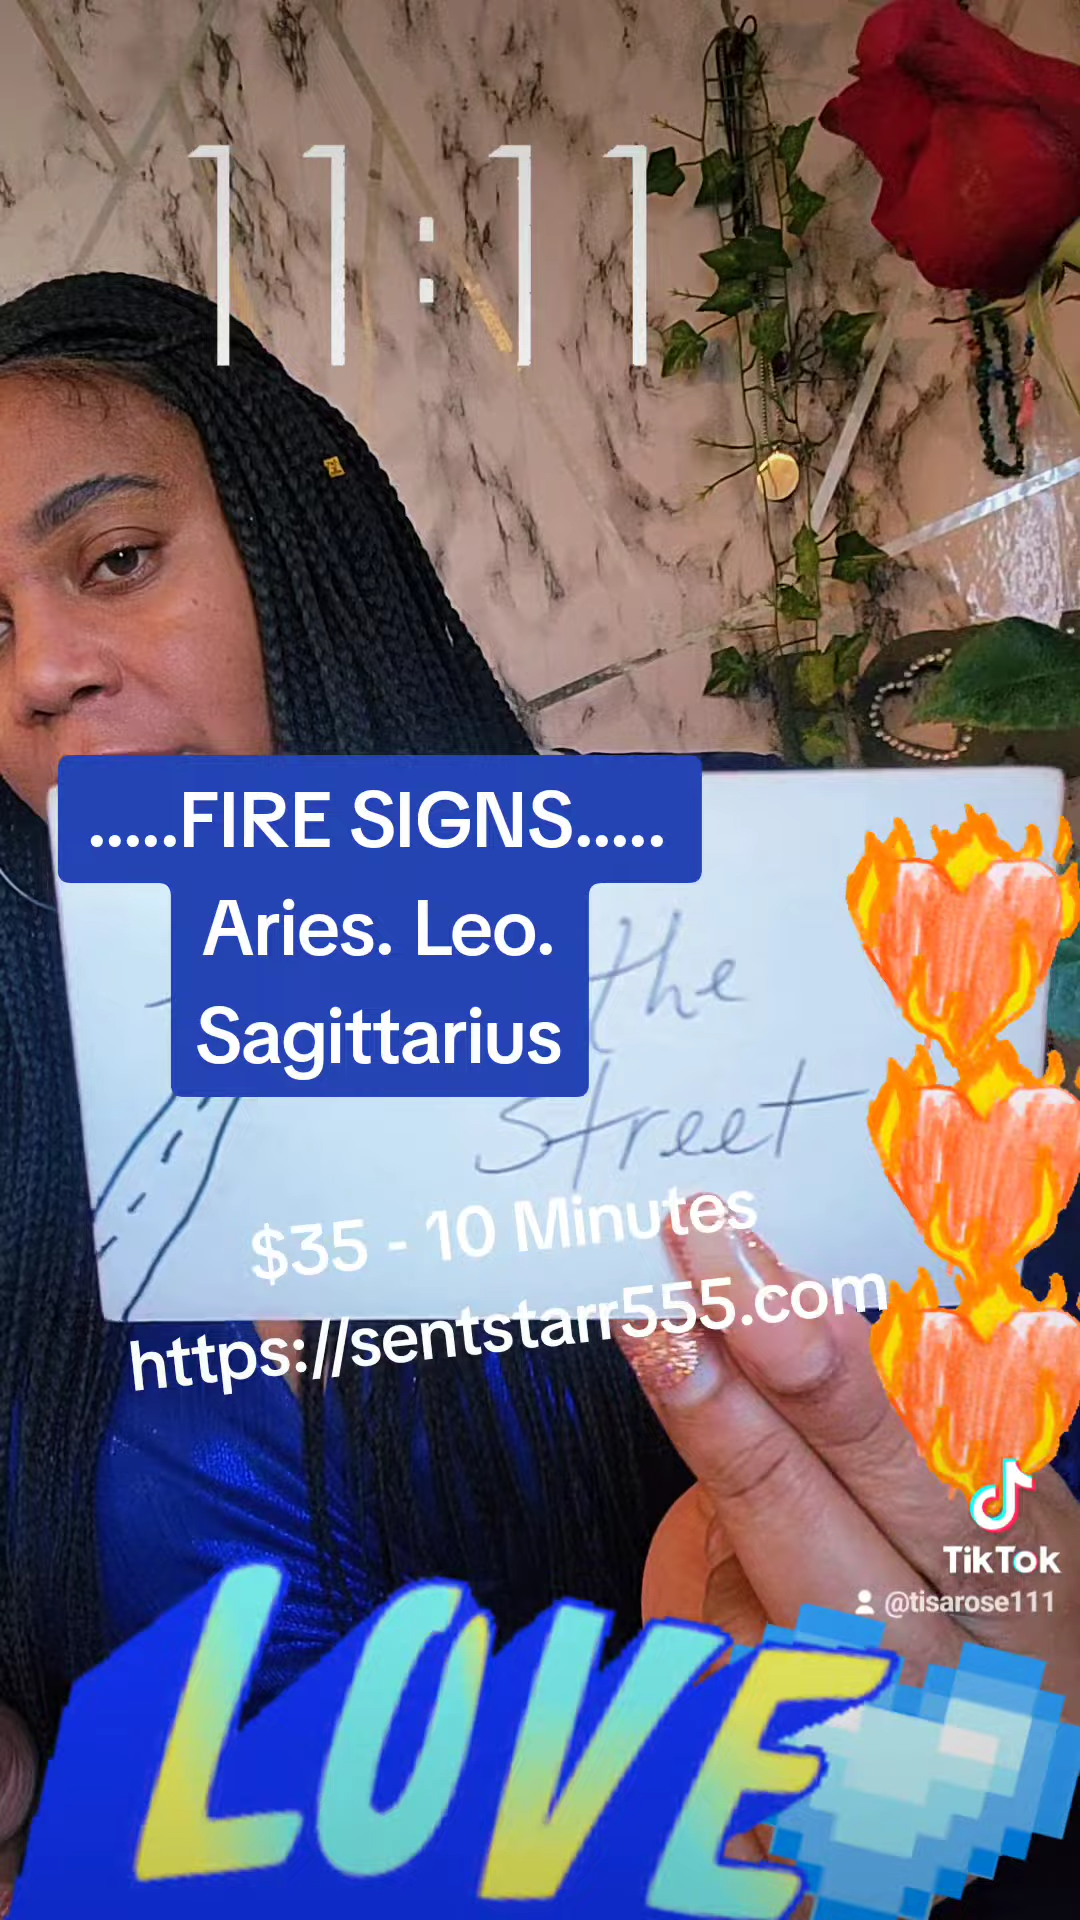 11:11
.....FIRE SIGNS.....
Aries. Leo.
Sagittarius
the
street
$35 - 10 Minutes
https://sentstarr555.com
TikTok
@tisarose111
LOVE